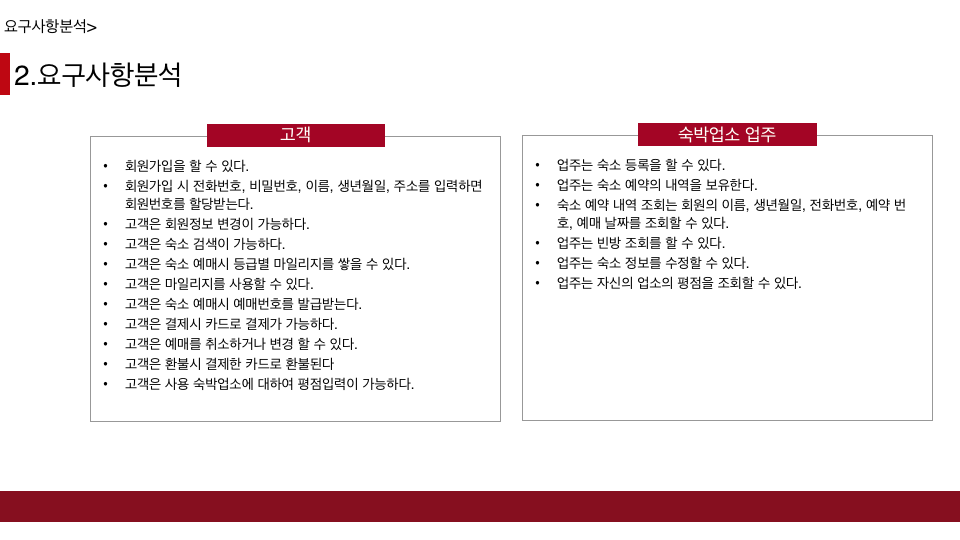 요구사항분석>
2.요구사항분석
고객
• 회원가입을 할 수 있다.
• 회원가입 시 전화번호, 비밀번호, 이름, 생년월일, 주소를 입력하면
회원번호를 할당받는다.
• 고객은 회원정보 변경이 가능하다.
• 고객은 숙소 검색이 가능하다.
• 고객은 숙소 예매시 등급별 마일리지를 쌓을 수 있다.
• 고객은 마일리지를 사용할 수 있다.
• 고객은 숙소 예매시 예매번호를 발급받는다.
• 고객은 결제시 카드로 결제가 가능하다.
• 고객은 예매를 취소하거나 변경 할 수 있다.
• 고객은 환불시 결제한 카드로 환불된다
• 고객은 사용 숙박업소에 대하여 평점입력이 가능하다.
숙박업소 업주
• 업주는 숙소 등록을 할 수 있다.
• 업주는 숙소 예약의 내역을 보유한다.
• 숙소 예약 내역 조회는 회원의 이름, 생년월일, 전화번호, 예약 번
호, 예매 날짜를 조회할 수 있다.
• 업주는 빈방 조회를 할 수 있다.
• 업주는 숙소 정보를 수정할 수 있다.
• 업주는 자신의 업소의 평점을 조회할 수 있다.